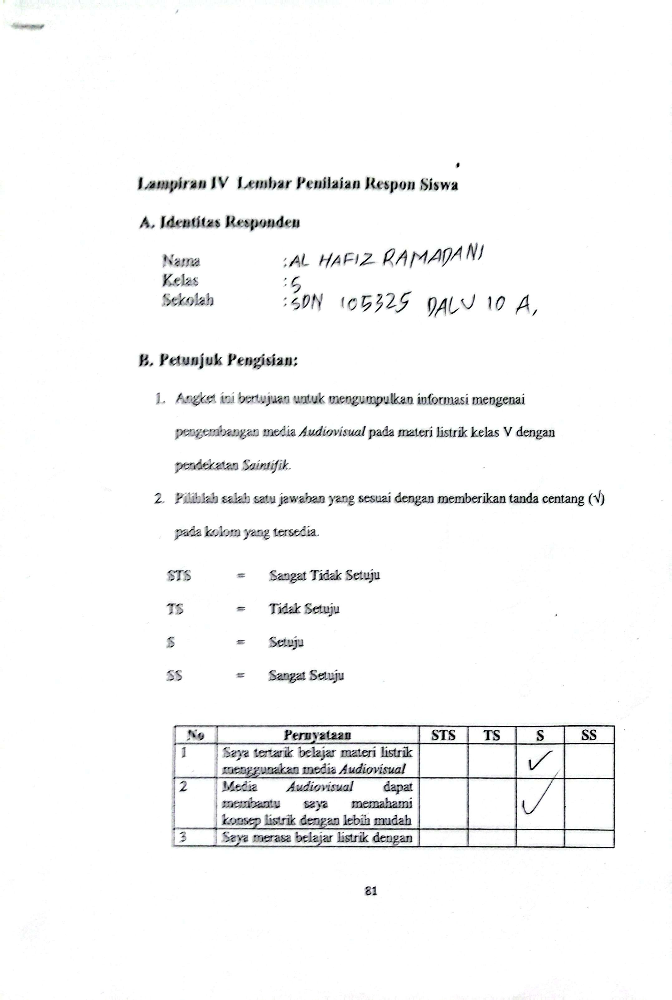 Lampiran IV Lembar Penilaian Respon Siswa
A. Identitas Responden
Nama : AL HAFIZ RAMADANI
Kelas : 5
Sekolah : SDN 105325 DALU 10 A,
B. Petunjuk Pengisian:
1. Angket ini bertujuan untuk mengumpulkan informasi mengenai
pengembangan media Audiovisual pada materi listrik kelas V dengan
pendekatan Saintifik.
2. Pilihlah salah satu jawaban yang sesuai dengan memberikan tanda centang (√)
pada kolom yang tersedia.
STS = Sangat Tidak Setuju
TS = Tidak Setuju
S = Setuju
SS = Sangat Setuju
No Pernyataan STS TS S SS
1 Saya tertarik belajar materi listrik ✓
menggunakan media Audiovisual
2 Media Audiovisual dapat
membantu saya memahami ✓
konsep listrik dengan lebih mudah
3 Saya merasa belajar listrik dengan
81